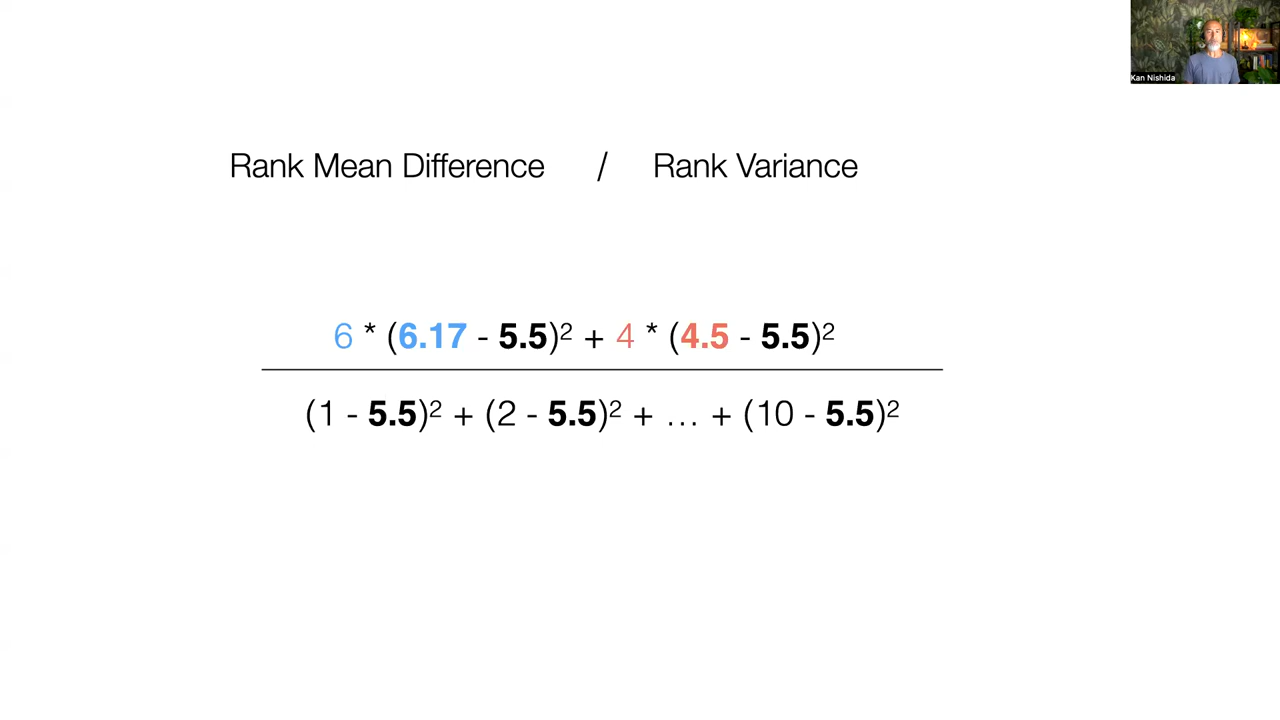 Kan Nishida
Rank Mean Difference / Rank Variance
6 * (6.17 - 5.5)² + 4 * (4.5 - 5.5)²
(1 - 5.5)² + (2 - 5.5)² + … + (10 - 5.5)²